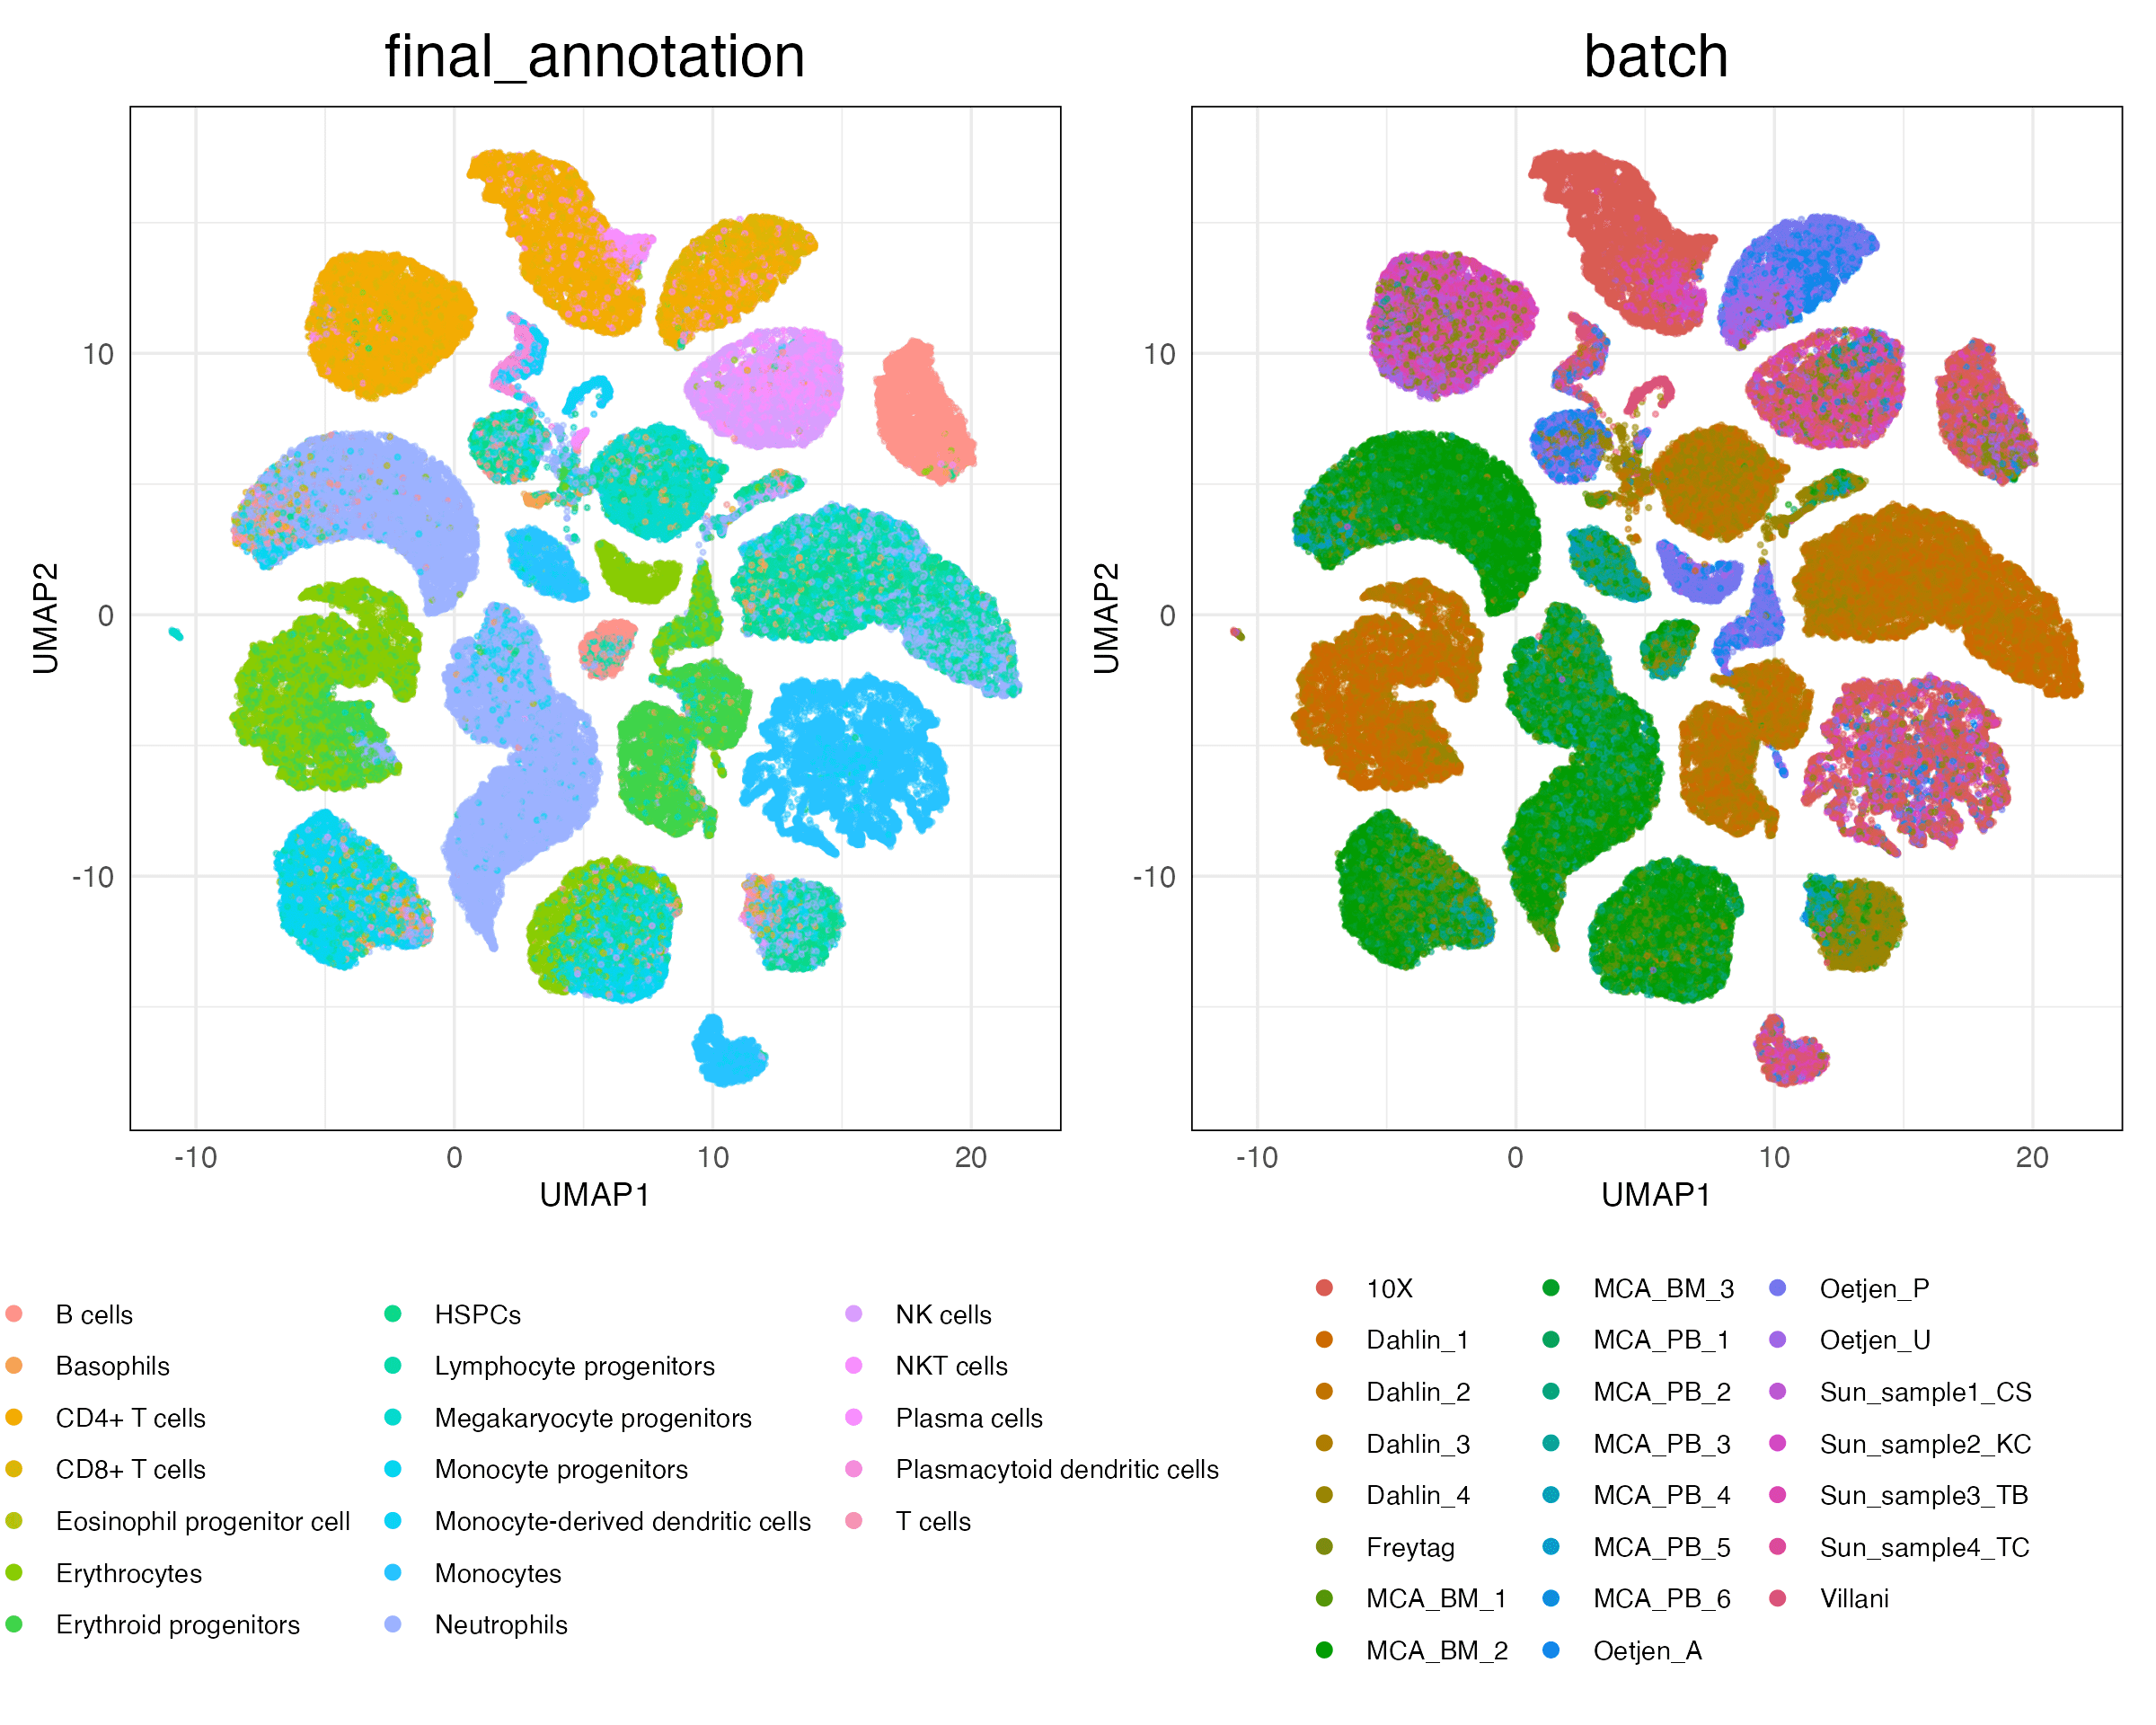 final_annotation
batch
10
0
-10
UMAP2
-10
0
10
20
UMAP1
10
0
-10
UMAP2
-10
0
10
20
UMAP1
B cells
Basophils
CD4+ T cells
CD8+ T cells
Eosinophil progenitor cell
Erythrocytes
Erythroid progenitors
HSPCs
Lymphocyte progenitors
Megakaryocyte progenitors
Monocyte progenitors
Monocyte-derived dendritic cells
Monocytes
Neutrophils
NK cells
NKT cells
Plasma cells
Plasmacytoid dendritic cells
T cells
10X
Dahlin_1
Dahlin_2
Dahlin_3
Dahlin_4
Freytag
MCA_BM_1
MCA_BM_2
MCA_BM_3
MCA_PB_1
MCA_PB_2
MCA_PB_3
MCA_PB_4
MCA_PB_5
MCA_PB_6
Oetjen_A
Oetjen_P
Oetjen_U
Sun_sample1_CS
Sun_sample2_KC
Sun_sample3_TB
Sun_sample4_TC
Villani